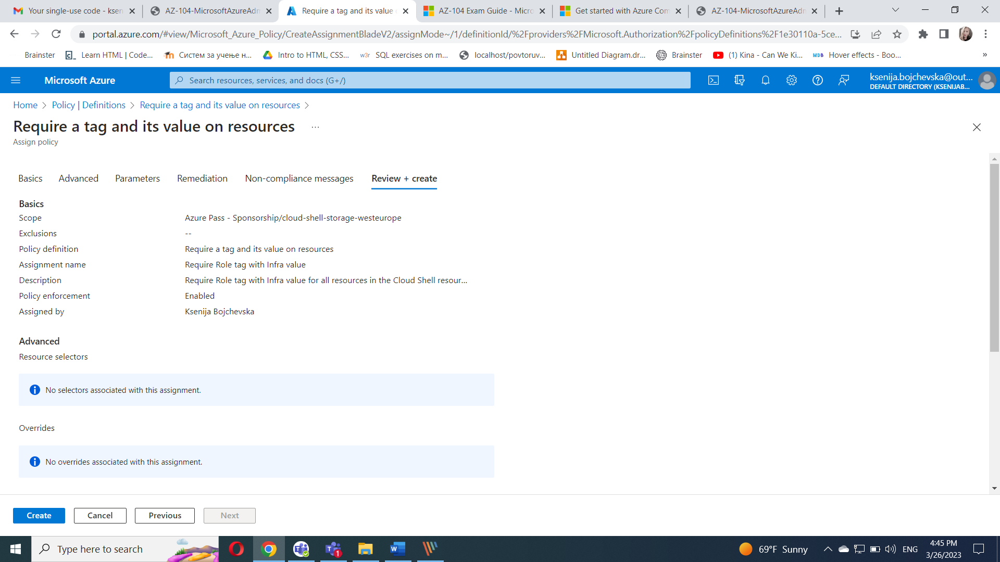 Your single-use code - ksen
AZ-104-MicrosoftAzureAdm
Require a tag and its value
AZ-104 Exam Guide - Micro
Get started with Azure Com
AZ-104-MicrosoftAzureAdm
portal.azure.com/#view/Microsoft_Azure_Policy/CreateAssignmentBladeV2/assignMode~/1/definitionId/%2Fproviders%2FMicrosoft.Authorization%2FpolicyDefinitions%2F1e30110a-5ce...
Brainster
Learn HTML | Code...
Систем за учење н...
Intro to HTML, CSS...
w3r SQL exercises on m...
localhost/povtoruv...
Untitled Diagram.dr...
Brainster
(1) Kina - Can We Ki...
MDB Hover effects - Boo...
»
Microsoft Azure
Search resources, services, and docs (G+/)
ksenija.bojchevska@out...
DEFAULT DIRECTORY (KSENIJAB...
Home > Policy | Definitions > Require a tag and its value on resources >
Require a tag and its value on resources ...
Assign policy
Basics Advanced Parameters Remediation Non-compliance messages Review + create
Basics
Scope Azure Pass - Sponsorship/cloud-shell-storage-westeurope
Exclusions --
Policy definition Require a tag and its value on resources
Assignment name Require Role tag with Infra value
Description Require Role tag with Infra value for all resources in the Cloud Shell resour...
Policy enforcement Enabled
Assigned by Ksenija Bojchevska
Advanced
Resource selectors
No selectors associated with this assignment.
Overrides
No overrides associated with this assignment.
Create Cancel Previous Next
Type here to search
1
69°F Sunny
ENG
4:45 PM
3/26/2023